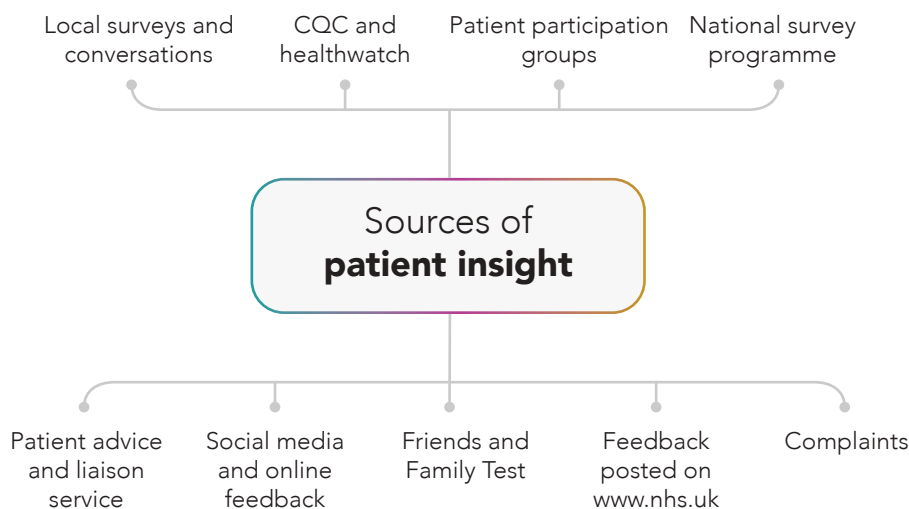 Local surveys and
conversations
CQC and
healthwatch
Patient participation
groups
National survey
programme
Sources of
patient insight
Patient advice
and liaison
service
Social media
and online
feedback
Friends and
Family Test
Feedback
posted on
www.nhs.uk
Complaints